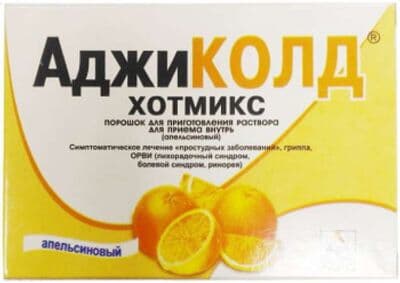 АджиКОЛД®
ХОТМИКС
ПОРОШОК ДЛЯ ПРИГОТОВЛЕНИЯ РАСТВОРА
ДЛЯ ПРИЕМА ВНУТРЬ
(апельсиновый)
Симптоматическое лечение «простудных заболеваний», гриппа,
ОРВИ (лихорадочный синдром,
болевой синдром, ринорея)
апельсиновый